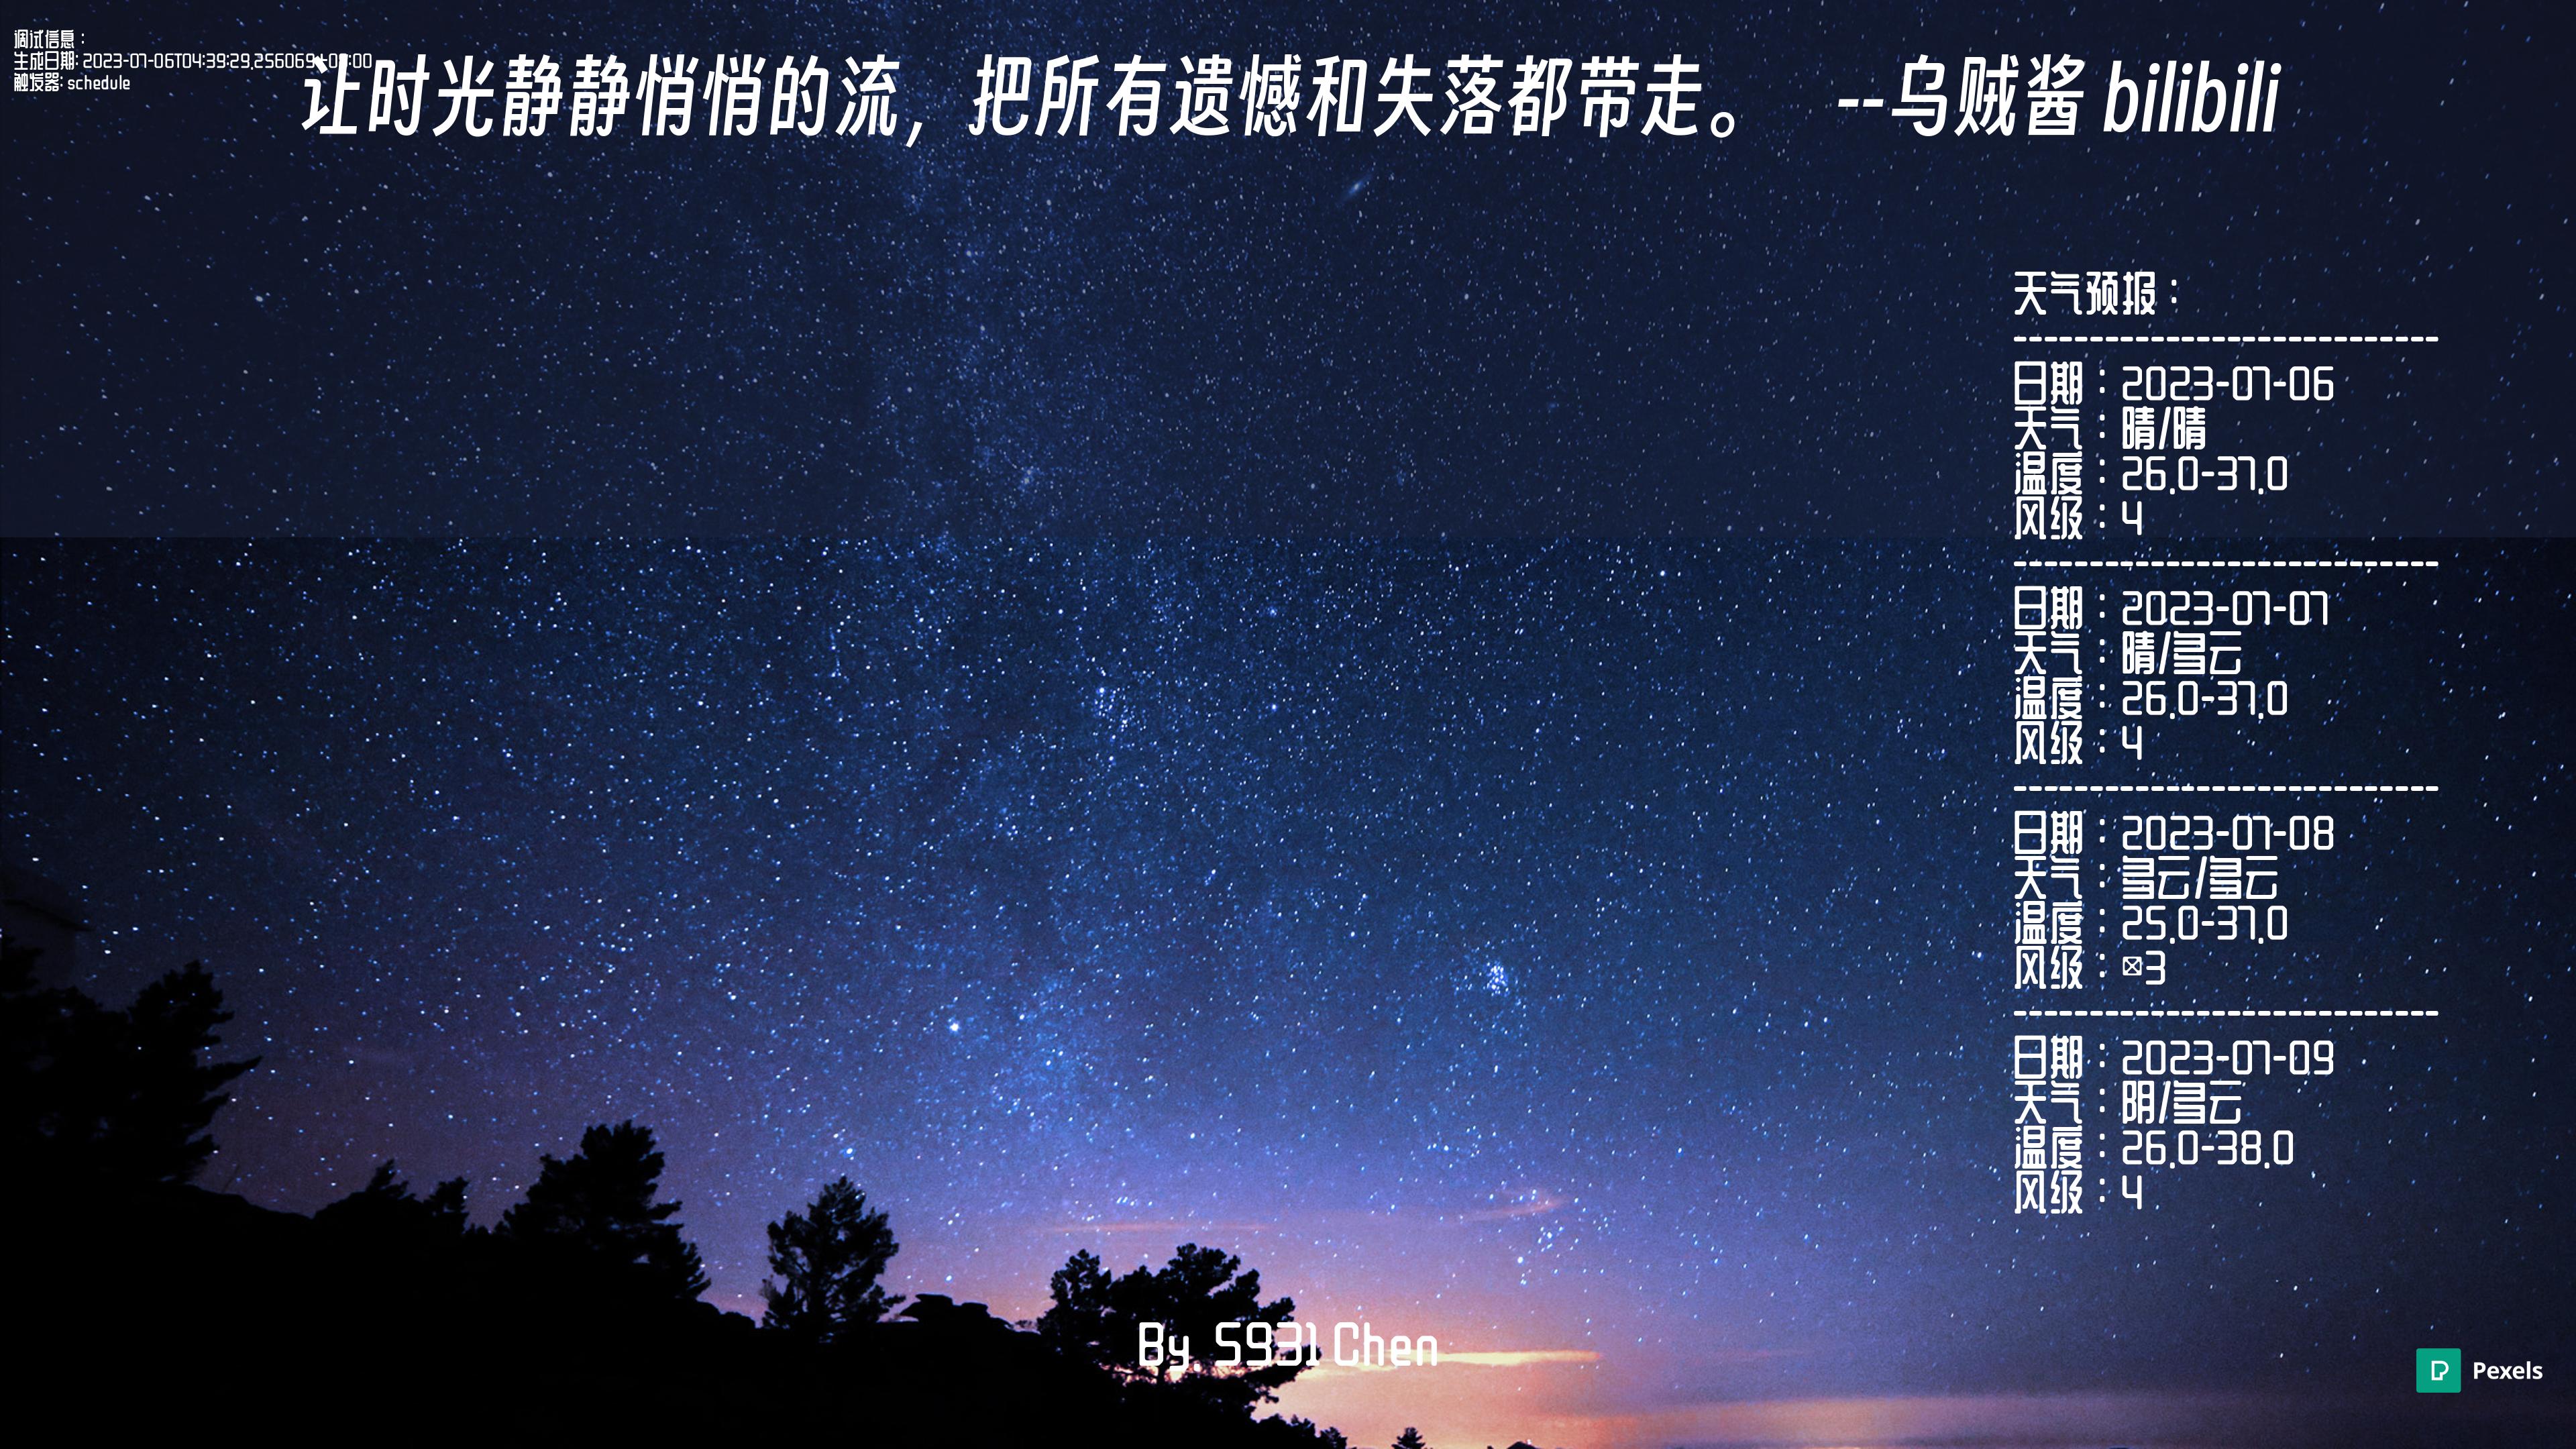 调试信息：
生成日期: 2023-07-06T04:39:29.256069+08:00
触发器: schedule
让时光静静悄悄的流，把所有遗憾和失落都带走。 --乌贼酱 bilibili
天气预报：
----------------------------
日期：2023-07-06
天气：晴/晴
温度：26.0-37.0
风级：4
----------------------------
日期：2023-07-07
天气：晴/多云
温度：26.0-37.0
风级：4
----------------------------
日期：2023-07-08
天气：多云/多云
温度：25.0-37.0
风级：☒3
----------------------------
日期：2023-07-09
天气：阴/多云
温度：26.0-38.0
风级：4
By. 5931 Chen
Pexels